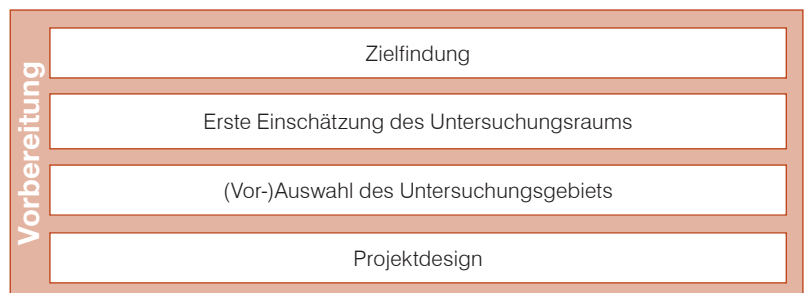 Vorbereitung
Zielfindung
Erste Einschätzung des Untersuchungsraums
(Vor-)Auswahl des Untersuchungsgebiets
Projektdesign